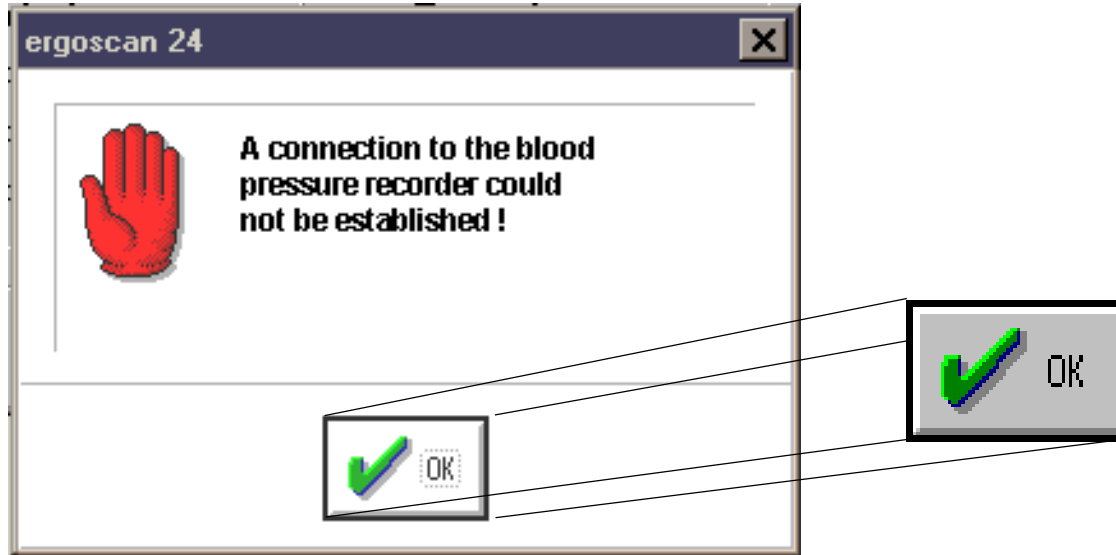 ergoscan 24
A connection to the blood
pressure recorder could
not be established !
OK
OK